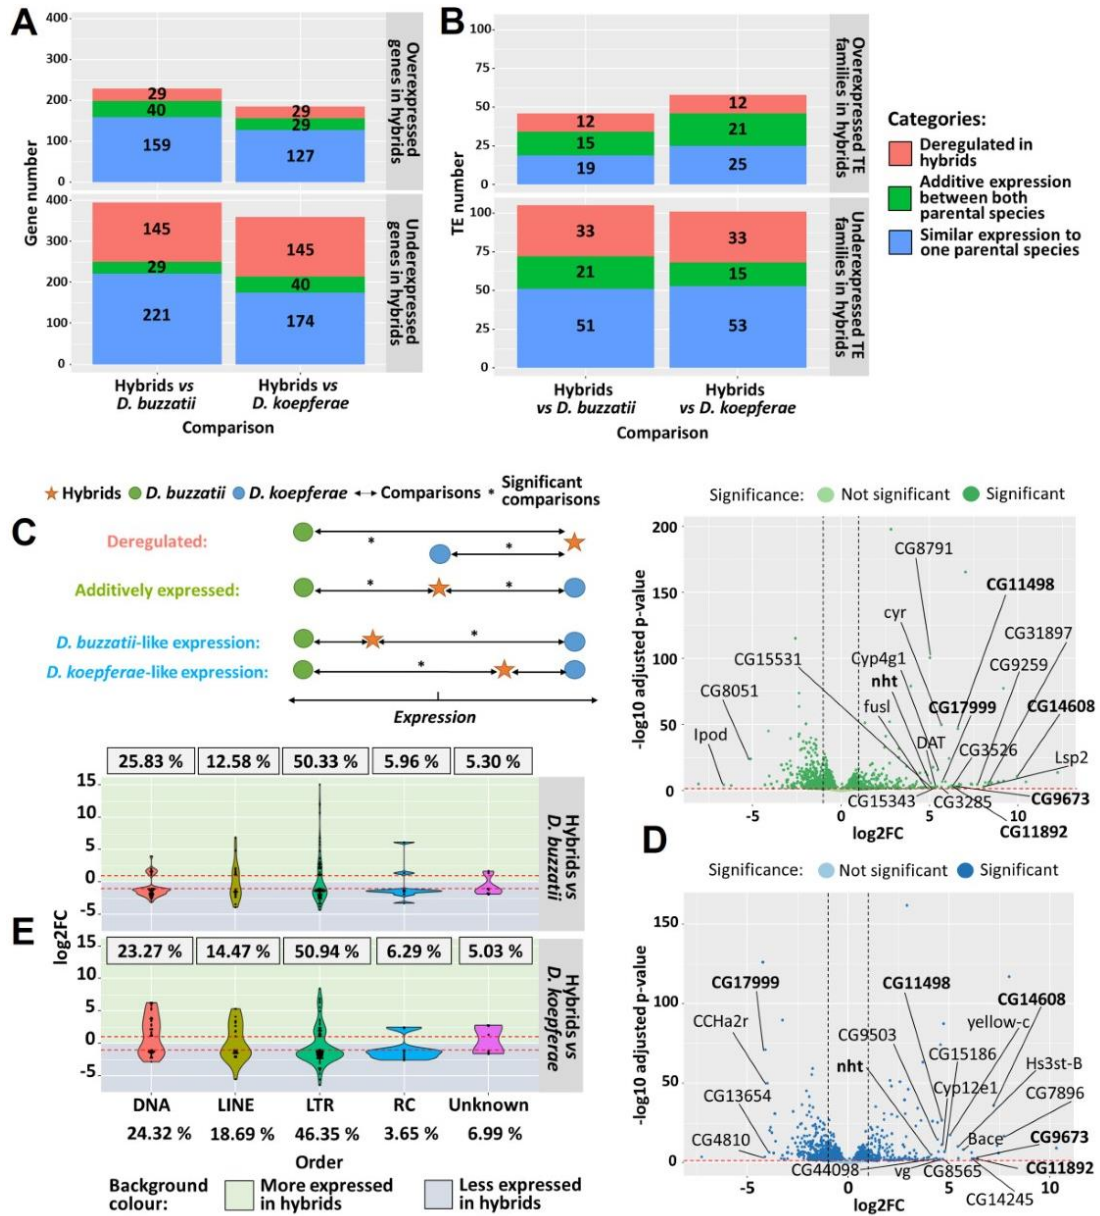 A
400
300
200
100
0
29
40
159
29
29
127
Overexpressed
genes in hybrids
Gene number
400
300
200
100
0
145
29
221
145
40
174
Underexpressed
genes in hybrids
Hybrids vs
D. buzzatii
Hybrids vs
D. koepferae
Comparison
B
100
75
50
25
0
12
15
19
12
21
25
Overexpressed TE
families in hybrids
TE number
100
75
50
25
0
33
21
51
33
15
53
Underexpressed TE
families in hybrids
Hybrids
vs D. buzzatii
Hybrids
vs D. koepferae
Comparison
Categories:
Deregulated in
hybrids
Additive expression
between both
parental species
Similar expression to
one parental species
Hybrids D. buzzatii D. koepferae Comparisons * Significant
comparisons
C
Deregulated:
* *
Additively expressed:
* *
D. buzzatii-like expression:
*
D. koepferae-like expression:
*
Expression
Significance: Not significant Significant
200
150
100
50
0
-log10 adjusted p-value
CG8791
CG11498
cyr
CG31897
CG15531
Cyp4g1
CG9259
CG8051
nht
fusl
CG17999
CG14608
Ipod
DAT
CG3526
Lsp2
CG15343
CG3285
CG9673
CG11892
-5
0
5
10
log2FC
D
Significance: Not significant Significant
150
100
50
0
-log10 adjusted p-value
CG17999
CG11498
CG14608
CCHa2r
CG9503
yellow-c
CG15186
nht
Hs3st-B
CG13654
Cyp12e1
CG7896
CG4810
Bace
CG9673
CG44098
vg
CG8565
CG11892
CG14245
-5
0
5
10
log2FC
25.83 % 12.58 % 50.33 % 5.96 % 5.30 %
15
10
5
0
-5
Hybrids vs
D. buzzatii
log2FC
E
23.27 % 14.47 % 50.94 % 6.29 % 5.03 %
15
10
5
0
-5
Hybrids vs
D. koepferae
DNA LINE LTR RC Unknown
24.32 % 18.69 % 46.35 % 3.65 % 6.99 %
Order
Background
colour:
More expressed
in hybrids
Less expressed
in hybrids